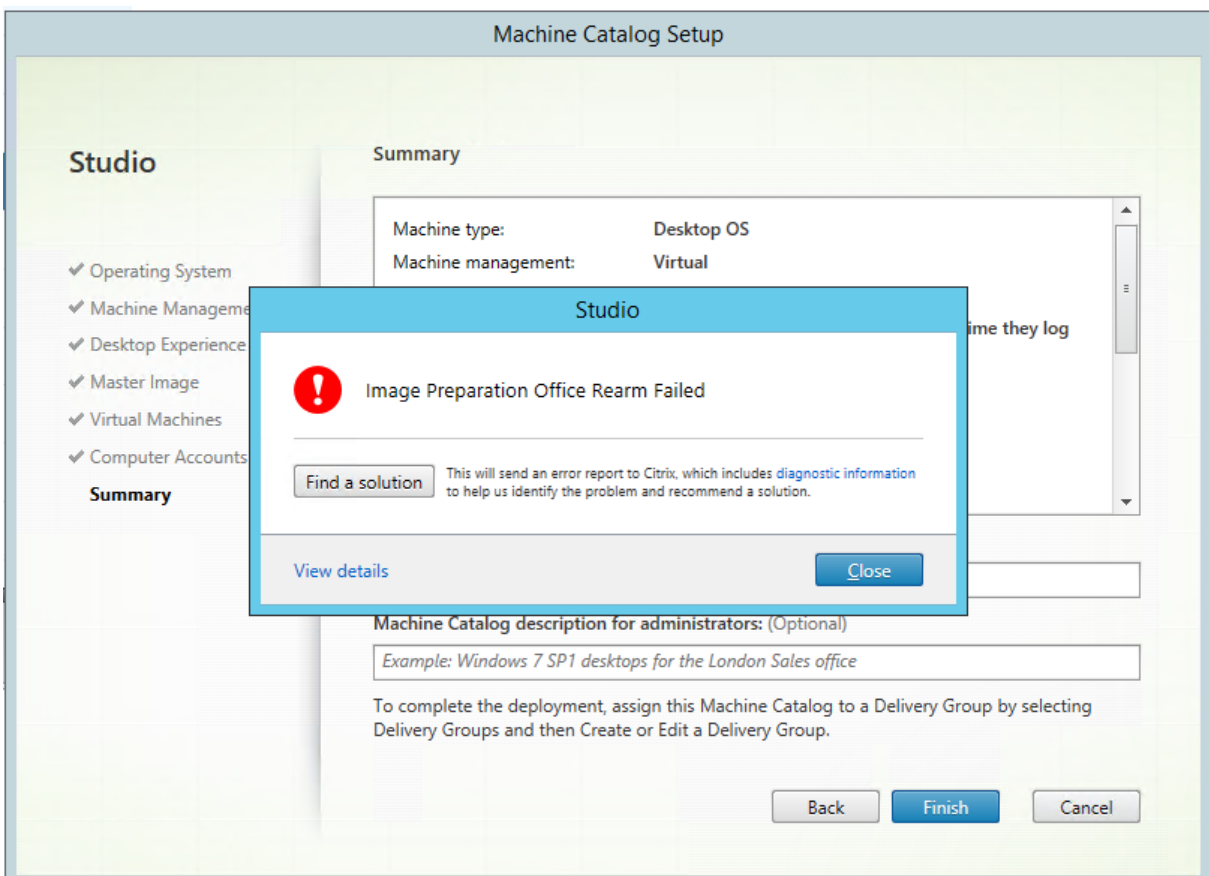 Machine Catalog Setup
Studio
Operating System
Machine Manageme
Desktop Experience
Master Image
Virtual Machines
Computer Accounts
Summary
Summary
Machine type: Desktop OS
Machine management: Virtual
ime they log
Studio
Image Preparation Office Rearm Failed
Find a solution
This will send an error report to Citrix, which includes diagnostic information
to help us identify the problem and recommend a solution.
View details
Close
Machine Catalog description for administrators: (Optional)
Example: Windows 7 SP1 desktops for the London Sales office
To complete the deployment, assign this Machine Catalog to a Delivery Group by selecting
Delivery Groups and then Create or Edit a Delivery Group.
Back
Finish
Cancel